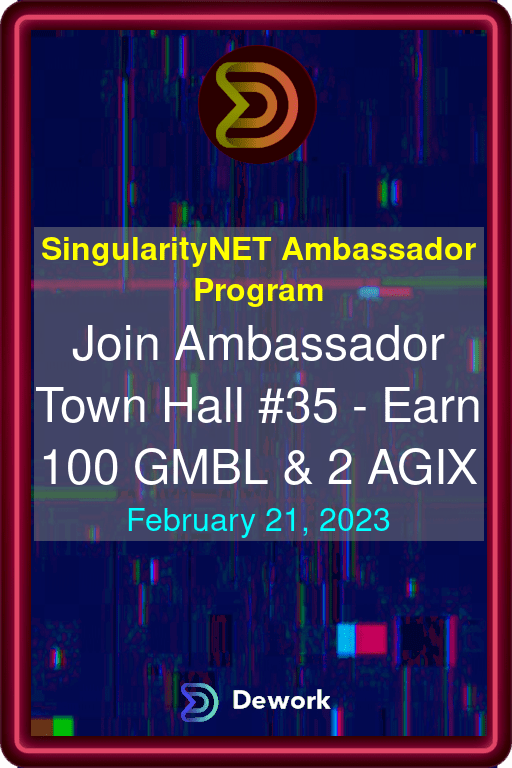 SingularityNET Ambassador
Program
Join Ambassador
Town Hall #35 - Earn
100 GMBL & 2 AGIX
February 21, 2023
Dework